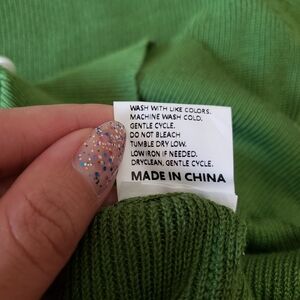 WASH WITH LIKE COLORS.
MACHINE WASH COLD.
GENTLE CYCLE.
DO NOT BLEACH
TUMBLE DRY LOW.
LOW IRON IF NEEDED.
DRYCLEAN, GENTLE CYCLE.
MADE IN CHINA